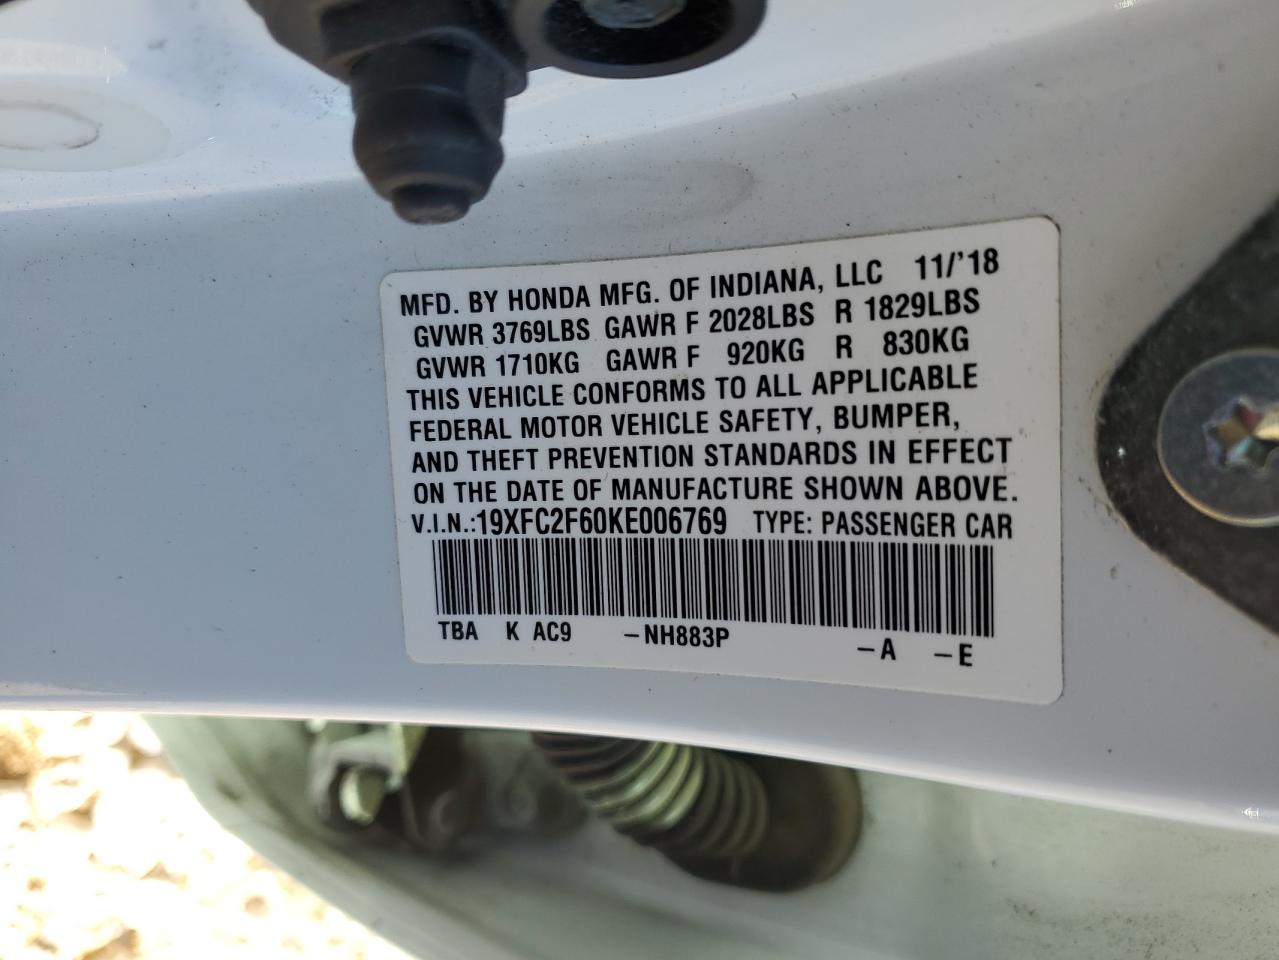 MFD. BY HONDA MFG. OF INDIANA, LLC 11/'18
GVWR 3769LBS GAWR F 2028LBS R 1829LBS
GVWR 1710KG GAWR F 920KG R 830KG
THIS VEHICLE CONFORMS TO ALL APPLICABLE
FEDERAL MOTOR VEHICLE SAFETY, BUMPER,
AND THEFT PREVENTION STANDARDS IN EFFECT
ON THE DATE OF MANUFACTURE SHOWN ABOVE.
V.I.N.:19XFC2F60KE006769 TYPE: PASSENGER CAR
TBA K AC9 –NH883P –A –E